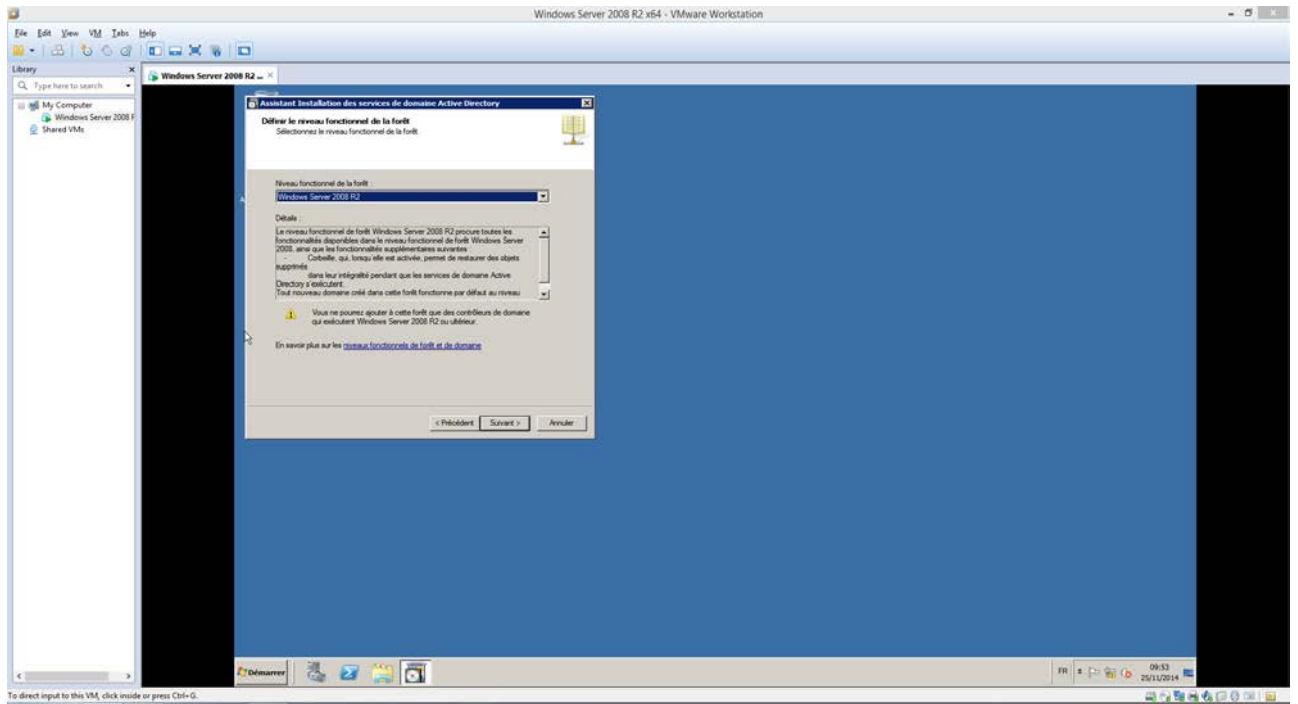 Windows Server 2008 R2 x64 - VMware Workstation
File Edit View VM Tabs Help
Library
Type here to search
My Computer
Windows Server 2008 R
Shared VMs
Windows Server 2008 R2 ...
Assistant Installation des services de domaine Active Directory
Définir le niveau fonctionnel de la forêt
Sélectionnez le niveau fonctionnel de la forêt.
Niveau fonctionnel de la forêt :
Windows Server 2008 R2
Détails :
Le niveau fonctionnel de forêt Windows Server 2008 R2 procure toutes les
fonctionnalités disponibles dans le niveau fonctionnel de forêt Windows Server
2008, ainsi que les fonctionnalités supplémentaires suivantes :
- Corbeille, qui, lorsqu'elle est activée, permet de restaurer des objets
supprimés
dans leur intégralité pendant que les services de domaine Active
Directory s'exécutent.
Tout nouveau domaine créé dans cette forêt fonctionne par défaut au niveau
Vous ne pourrez ajouter à cette forêt que des contrôleurs de domaine
qui exécutent Windows Server 2008 R2 ou ultérieur.
En savoir plus sur les niveaux fonctionnels de forêt et de domaine
< Précédent Suivant > Annuler
Démarrer
FR
09:53
25/11/2014
To direct input to this VM, click inside or press Ctrl+G.